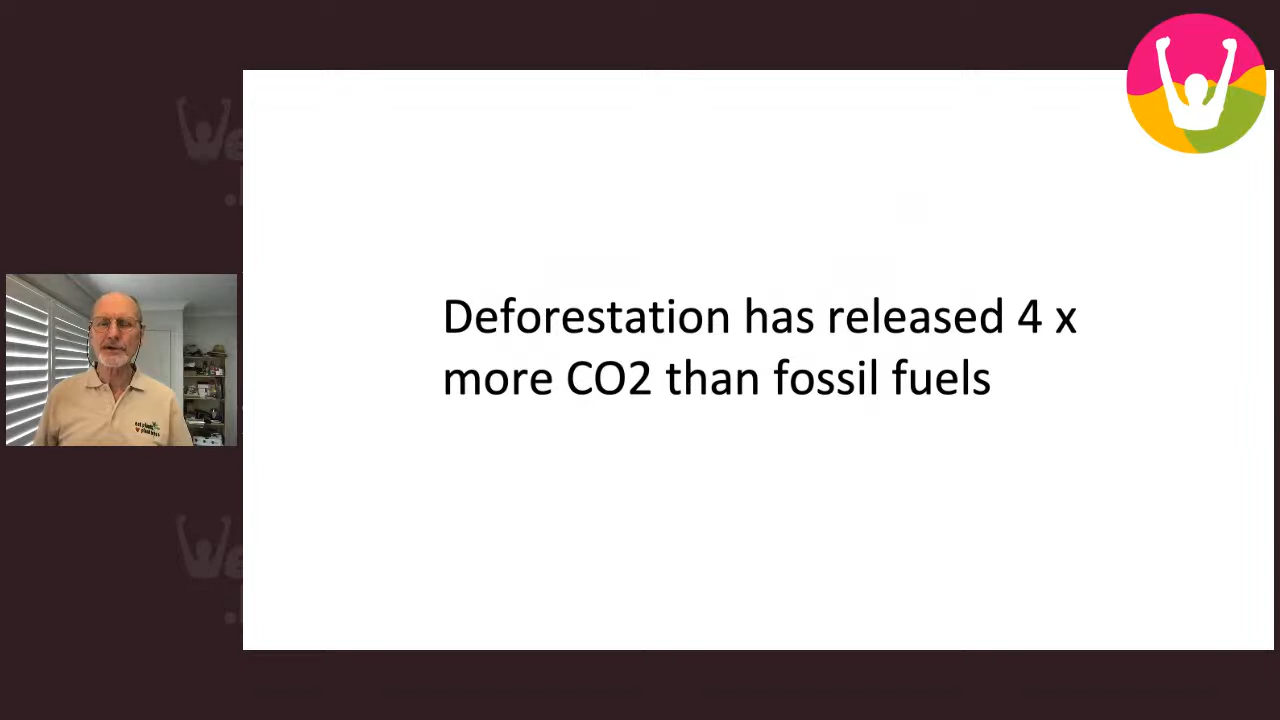 Deforestation has released 4 x
more CO2 than fossil fuels